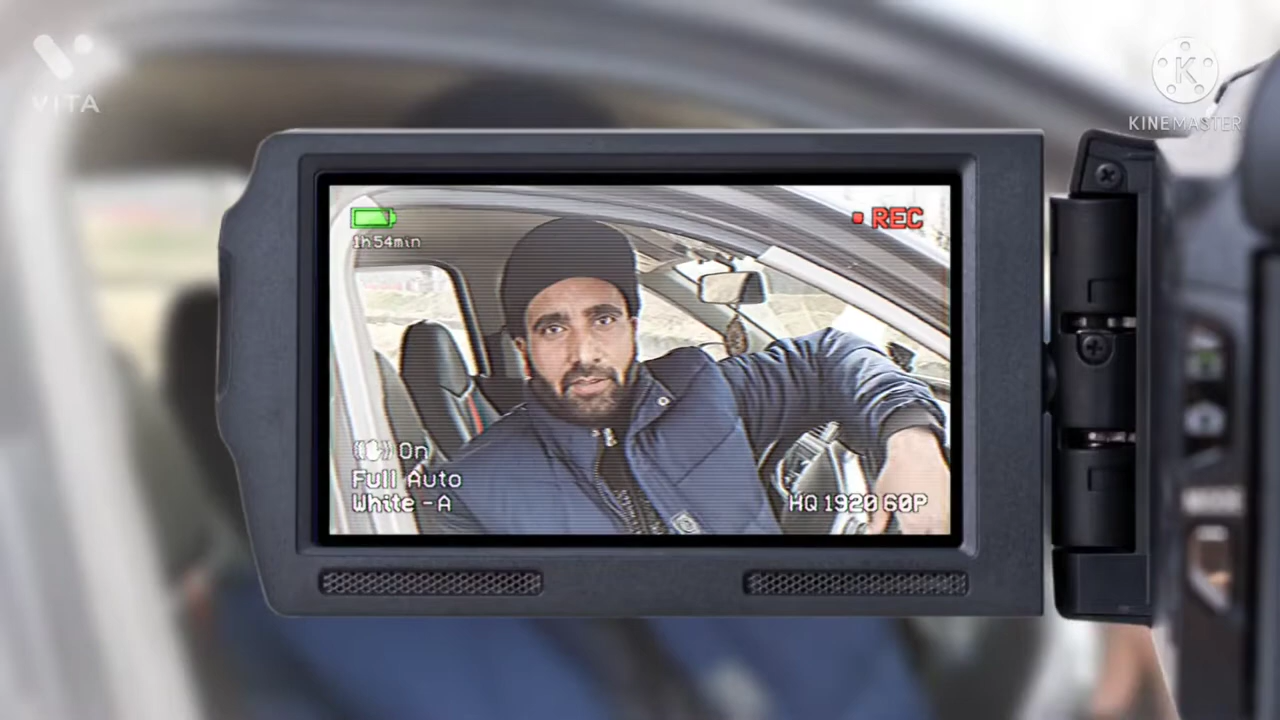 VITA
KINEMASTER
REC
1h54min
On
Full Auto
White - A
HQ 1920 60P